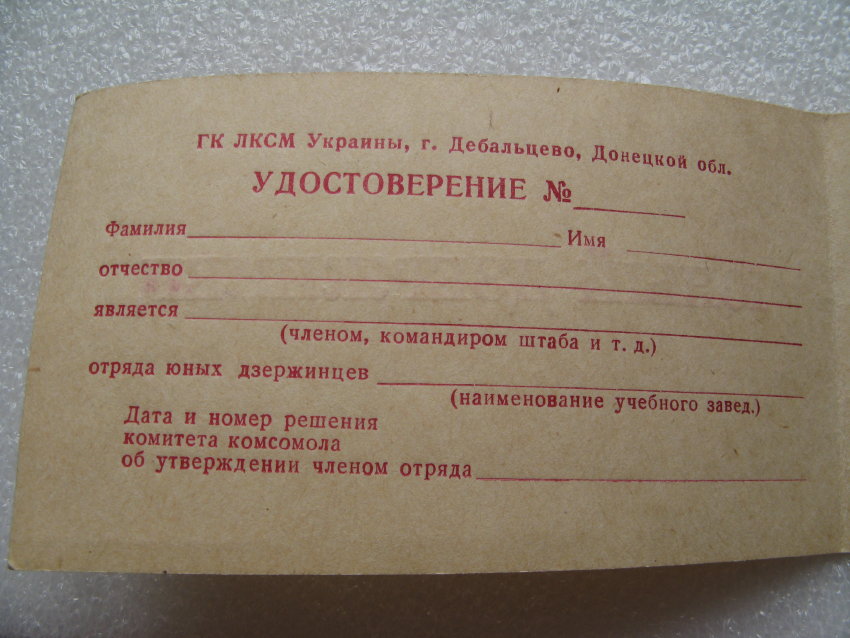 ГК ЛКСМ Украины, г. Дебальцево, Донецкой обл.
УДОСТОВЕРЕНИЕ №
Фамилия Имя
отчество
является
(членом, командиром штаба и т. д.)
отряда юных дзержинцев
(наименование учебного завед.)
Дата и номер решения
комитета комсомола
об утверждении членом отряда